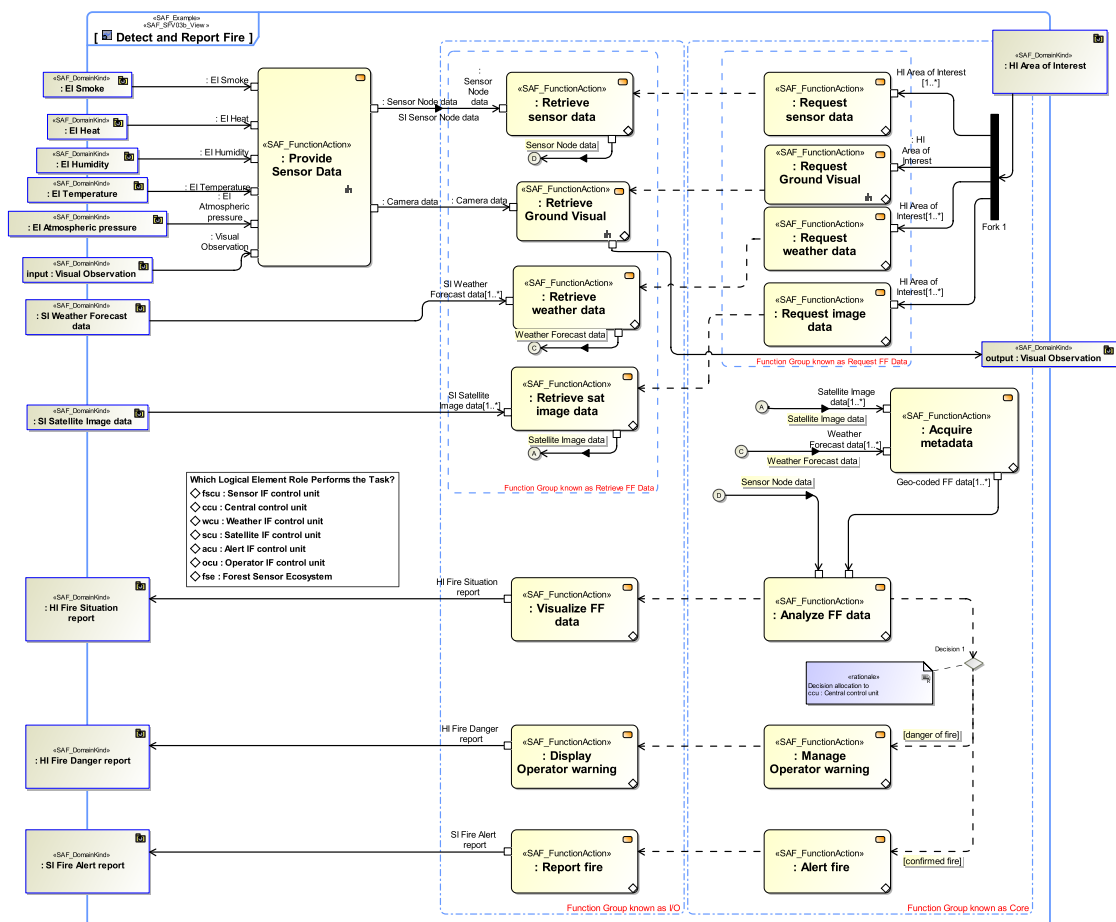 «SAF_Example»
«SAF_SFV03b_View »
[ Detect and Report Fire ]
«SAF_DomainKind»
: EI Smoke
«SAF_DomainKind»
: EI Heat
«SAF_DomainKind»
: EI Humidity
«SAF_DomainKind»
: EI Temperature
«SAF_DomainKind»
: EI Atmospheric pressure
«SAF_DomainKind»
input : Visual Observation
«SAF_DomainKind»
: SI Weather Forecast
data
«SAF_DomainKind»
: SI Satellite Image data
: EI Smoke
: EI Heat
: EI Humidity
: EI Temperature
: EI
Atmospheric
pressure
: Visual
Observation
«SAF_FunctionAction»
: Provide
Sensor Data
: Sensor Node data
SI Sensor Node data
:
Sensor
Node
data
: Camera data
: Camera data
«SAF_FunctionAction»
: Retrieve
sensor data
Sensor Node data
D
«SAF_FunctionAction»
: Retrieve
Ground Visual
SI Weather
Forecast data[1..*]
«SAF_FunctionAction»
: Retrieve
weather data
Weather Forecast data
C
SI Satellite
Image data[1..*]
«SAF_FunctionAction»
: Retrieve sat
image data
Satellite Image data
A
Function Group known as Retrieve FF Data
«SAF_FunctionAction»
: Request
sensor data
«SAF_FunctionAction»
: Request
Ground Visual
«SAF_FunctionAction»
: Request
weather data
«SAF_FunctionAction»
: Request image
data
Function Group known as Request FF Data
HI Area of Interest
[1..*]
: HI
Area of
Interest
HI Area of
Interest[1..*]
HI Area of
Interest[1..*]
Fork 1
«SAF_DomainKind»
: HI Area of Interest
«SAF_DomainKind»
output : Visual Observation
A
Satellite Image
data[1..*]
Satellite Image data
C
Weather
Forecast data[1..*]
Weather Forecast data
«SAF_FunctionAction»
: Acquire
metadata
Geo-coded FF data[1..*]
D
Sensor Node data
Which Logical Element Role Performs the Task?
fscu : Sensor IF control unit
ccu : Central control unit
wcu : Weather IF control unit
scu : Satellite IF control unit
acu : Alert IF control unit
ocu : Operator IF control unit
fse : Forest Sensor Ecosystem
«SAF_DomainKind»
: HI Fire Situation
report
HI Fire Situation
report
«SAF_FunctionAction»
: Visualize FF
data
«SAF_FunctionAction»
: Analyze FF data
Decision 1
«rationale»
Decision allocation to
ccu : Central control unit
«SAF_DomainKind»
: HI Fire Danger report
HI Fire Danger
report
«SAF_FunctionAction»
: Display
Operator warning
«SAF_FunctionAction»
: Manage
Operator warning
[danger of fire]
«SAF_DomainKind»
: SI Fire Alert report
SI Fire Alert
report
«SAF_FunctionAction»
: Report fire
«SAF_FunctionAction»
: Alert fire
[confirmed fire]
Function Group known as I/O
Function Group known as Core